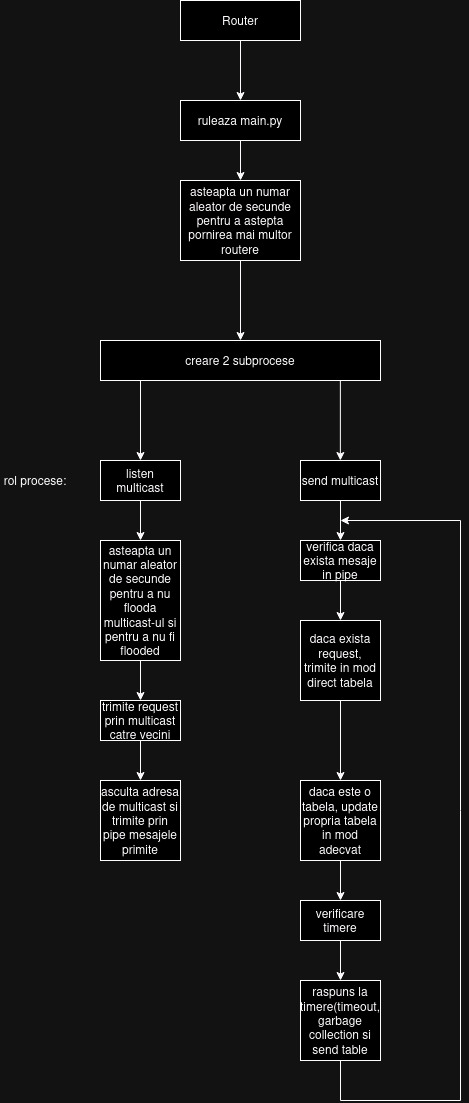 Router
ruleaza main.py
asteapta un numar
aleator de secunde
pentru a astepta
pornirea mai multor
routere
creare 2 subprocese
rol procese:
listen
multicast
asteapta un
numar aleator
de secunde
pentru a nu
flooda
multicast-ul si
pentru a nu fi
flooded
trimite request
prin multicast
catre vecini
asculta adresa
de multicast si
trimite prin
pipe mesajele
primite
send multicast
verifica daca
exista mesaje
in pipe
daca exista
request,
trimite in mod
direct tabela
daca este o
tabela, update
propria tabela
in mod
adecvat
verificare
timere
raspuns la
timere(timeout,
garbage
collection si
send table